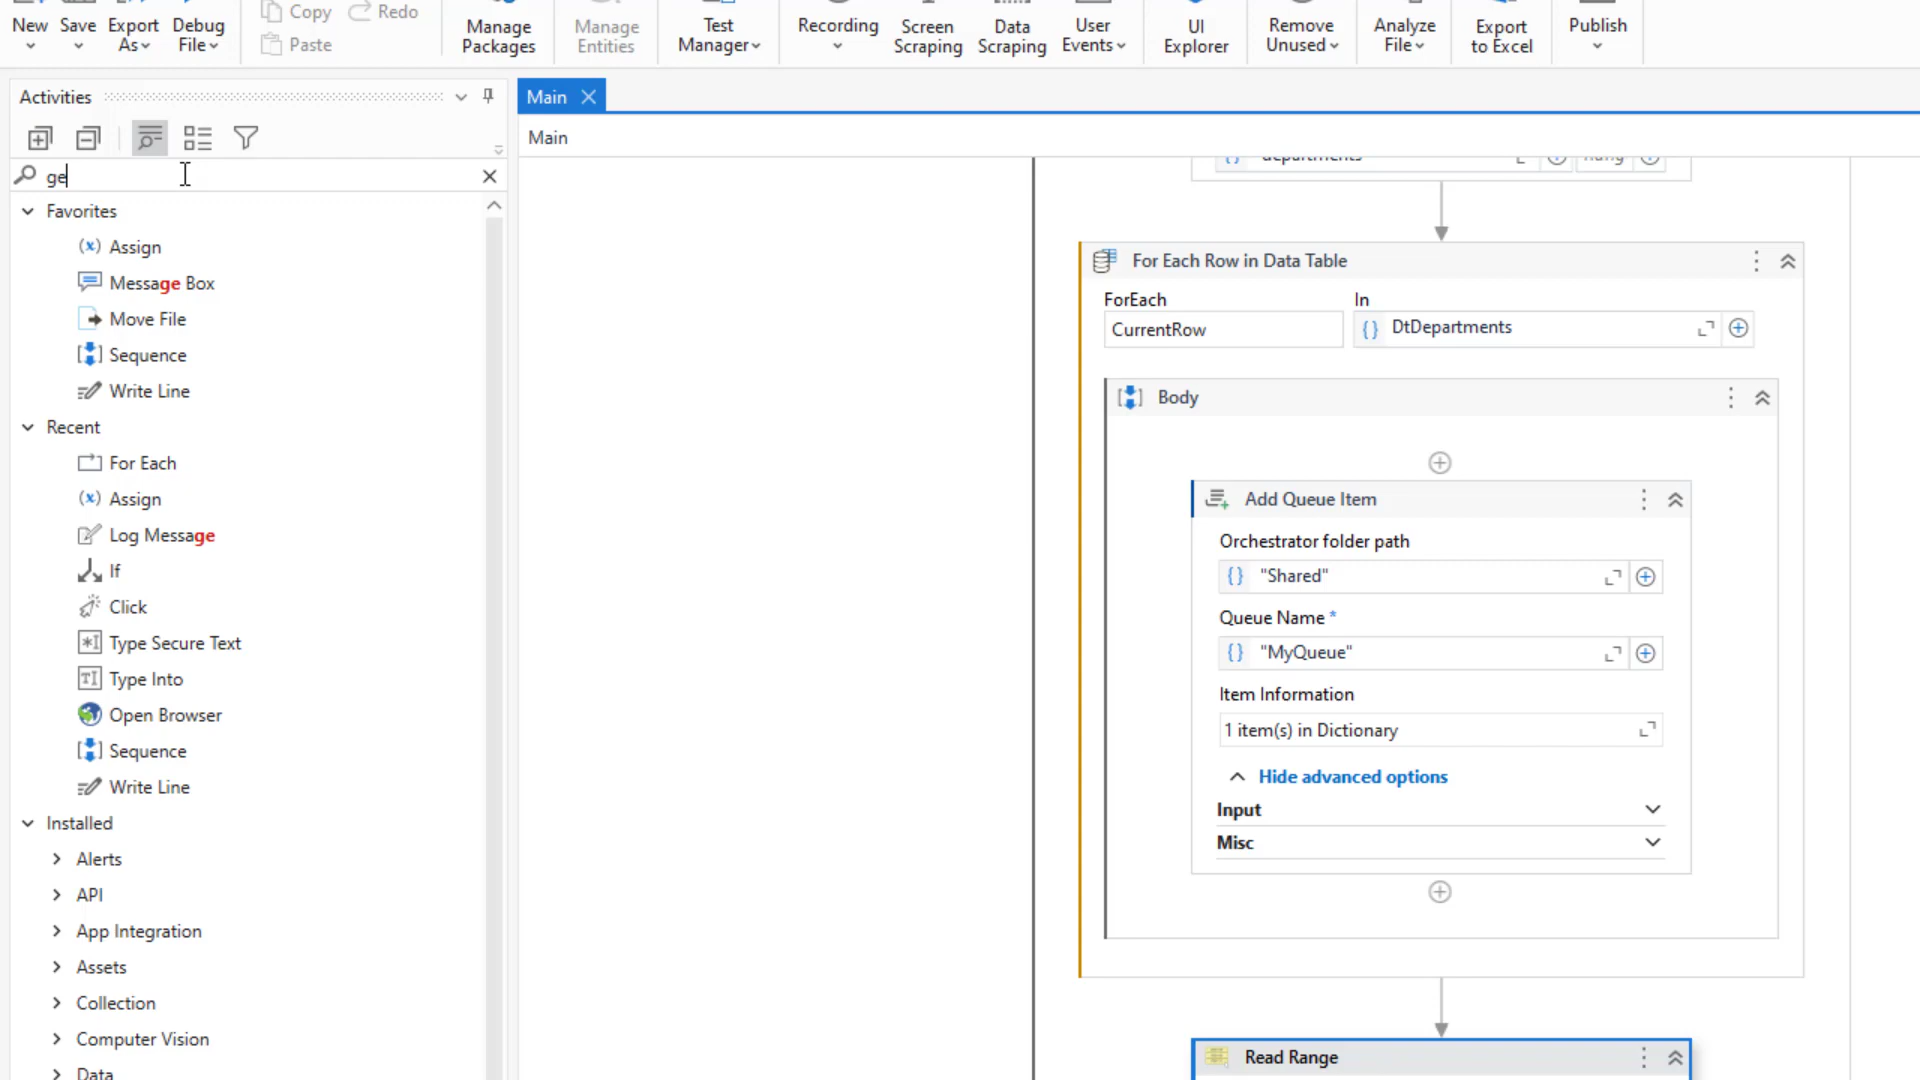 New
Save
Export
As
Debug
File
Copy
Redo
Paste
Manage
Packages
Manage
Entities
Test
Manager
Recording
Screen
Scraping
Data
Scraping
User
Events
UI
Explorer
Remove
Unused
Analyze
File
Export
to Excel
Publish
Activities
ge
Favorites
Assign
Message Box
Move File
Sequence
Write Line
Recent
For Each
Assign
Log Message
If
Click
Type Secure Text
Type Into
Open Browser
Sequence
Write Line
Installed
Alerts
API
App Integration
Assets
Collection
Computer Vision
Data
Main
Main
departments
For Each Row in Data Table
ForEach
In
CurrentRow
DtDepartments
Body
Add Queue Item
Orchestrator folder path
"Shared"
Queue Name *
"MyQueue"
Item Information
1 item(s) in Dictionary
Hide advanced options
Input
Misc
Read Range